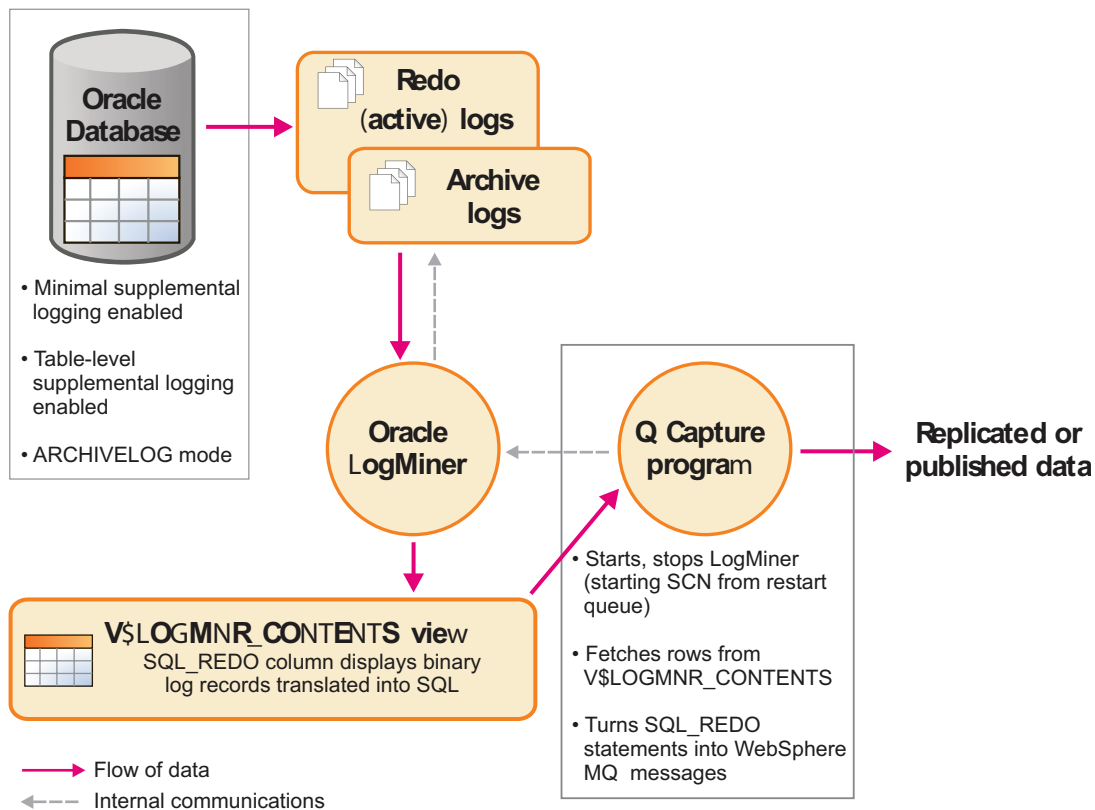 Oracle
Database
• Minimal supplemental
logging enabled
• Table-level
supplemental logging
enabled
• ARCHIVELOG mode
Redo
(active) logs
Archive
logs
Oracle
LogMiner
Q Capture
program
Replicated or
published data
• Starts, stops LogMiner
(starting SCN from restart
queue)
• Fetches rows from
V$LOGMNR_CONTENTS
• Turns SQL_REDO
statements into WebSphere
MQ messages
V$LOGMNR_CONTENTS view
SQL_REDO column displays binary
log records translated into SQL
Flow of data
Internal communications